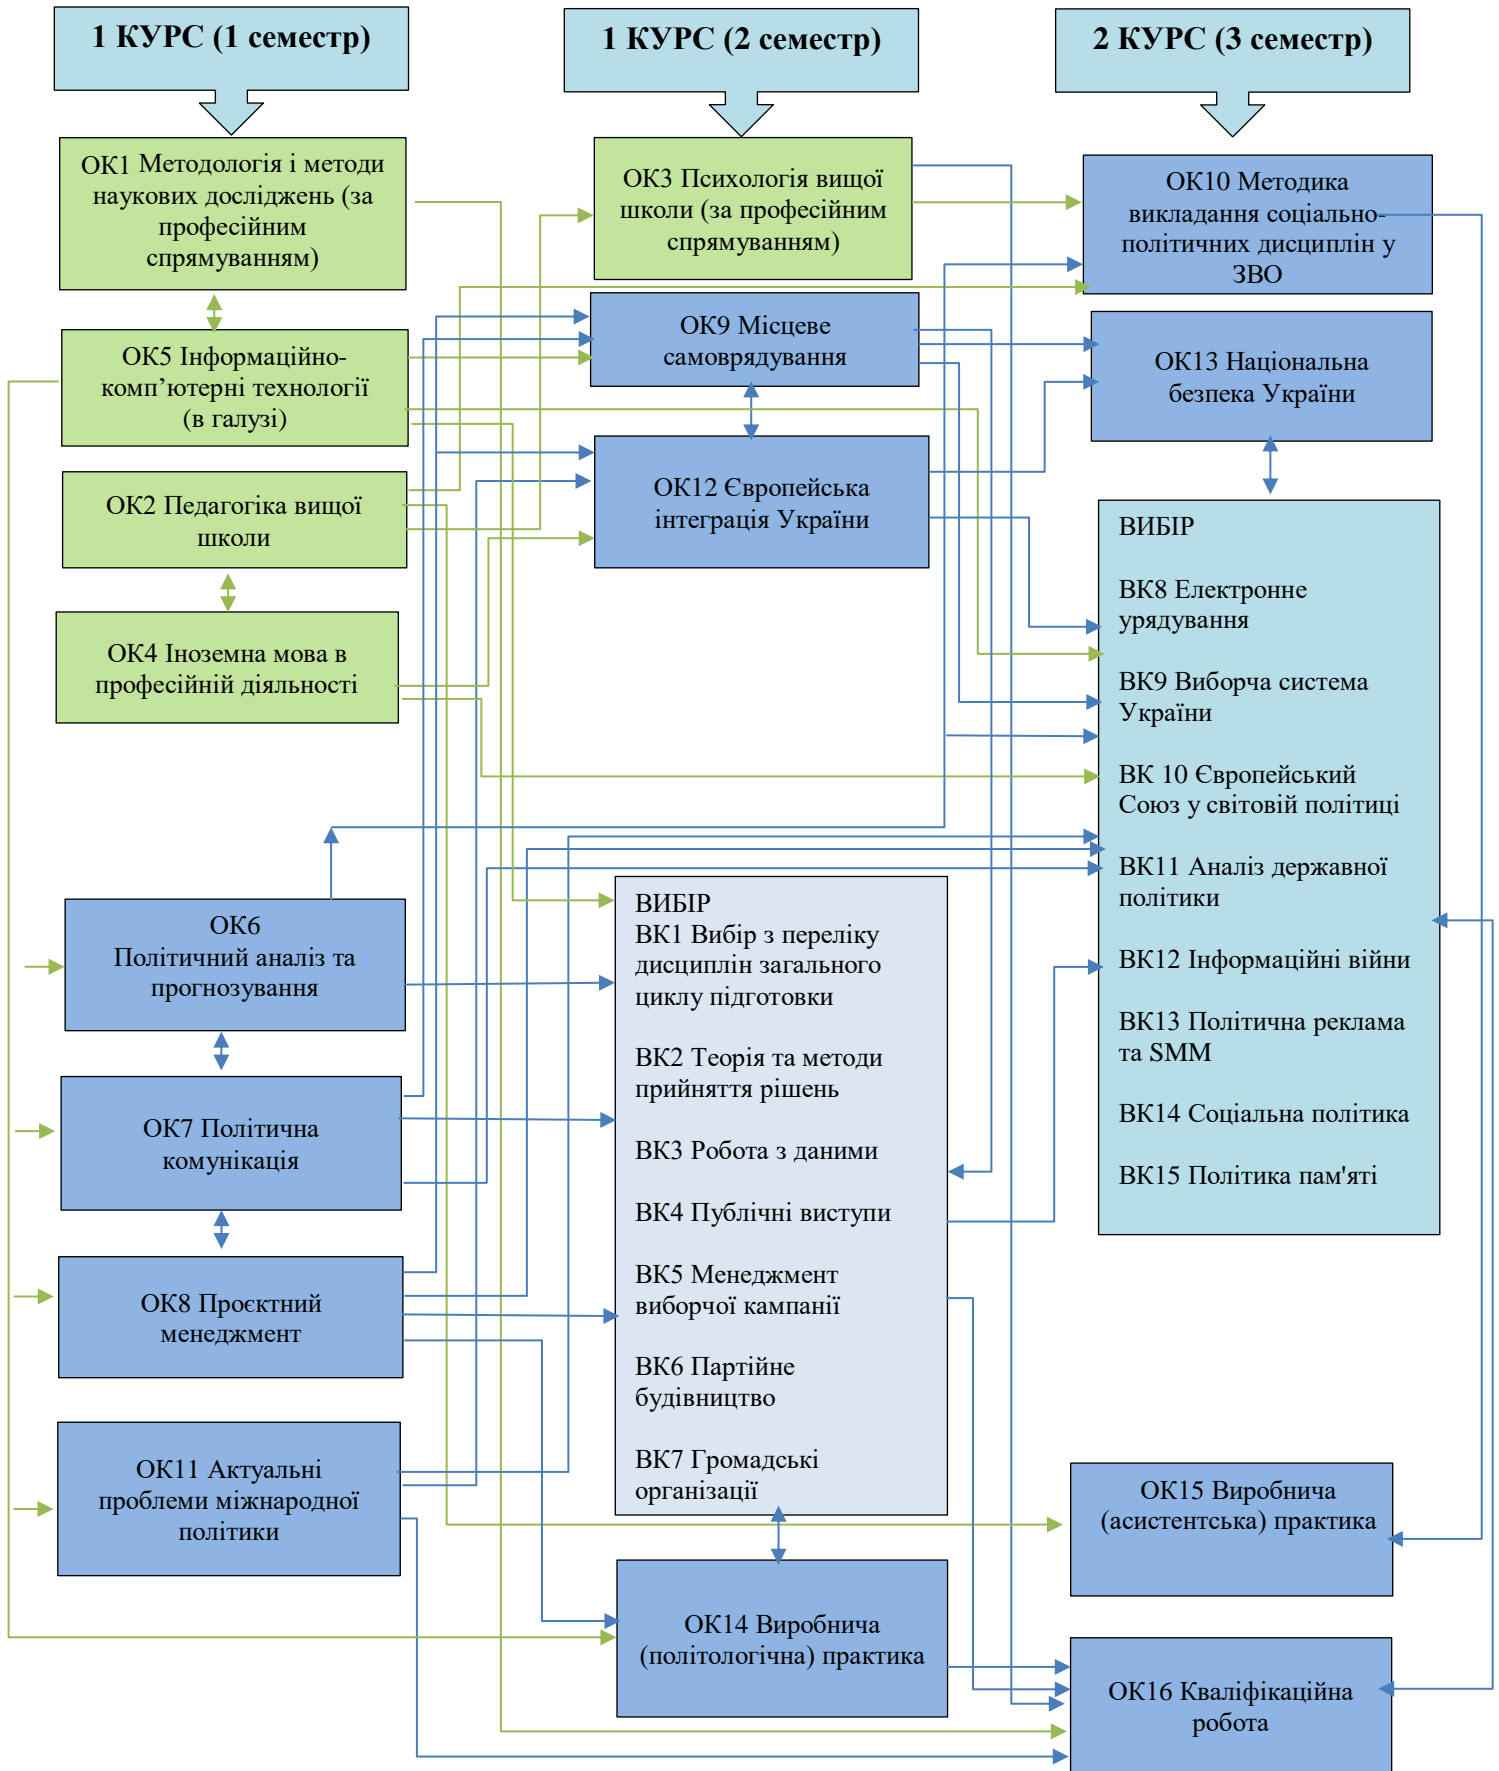 1 КУРС (1 семестр)
1 КУРС (2 семестр)
2 КУРС (3 семестр)
ОК1 Методологія і методи
наукових досліджень (за
професійним
спрямуванням)
ОК5 Інформаційно-
комп’ютерні технології
(в галузі)
ОК2 Педагогіка вищої
школи
ОК4 Іноземна мова в
професійній діяльності
ОК6
Політичний аналіз та
прогнозування
ОК7 Політична
комунікація
ОК8 Проєктний
менеджмент
ОК11 Актуальні
проблеми міжнародної
політики
ОК3 Психологія вищої
школи (за професійним
спрямуванням)
ОК9 Місцеве
самоврядування
ОК12 Європейська
інтеграція України
ВИБІР
ВК1 Вибір з переліку
дисциплін загального
циклу підготовки
ВК2 Теорія та методи
прийняття рішень
ВК3 Робота з даними
ВК4 Публічні виступи
ВК5 Менеджмент
виборчої кампанії
ВК6 Партійне
будівництво
ВК7 Громадські
організації
ОК14 Виробнича
(політологічна) практика
ОК10 Методика
викладання соціально-
політичних дисциплін у
ЗВО
ОК13 Національна
безпека України
ВИБІР
ВК8 Електронне
урядування
ВК9 Виборча система
України
ВК 10 Європейський
Союз у світовій політиці
ВК11 Аналіз державної
політики
ВК12 Інформаційні війни
ВК13 Політична реклама
та SMM
ВК14 Соціальна політика
ВК15 Політика пам'яті
ОК15 Виробнича
(асистентська) практика
ОК16 Кваліфікаційна
робота